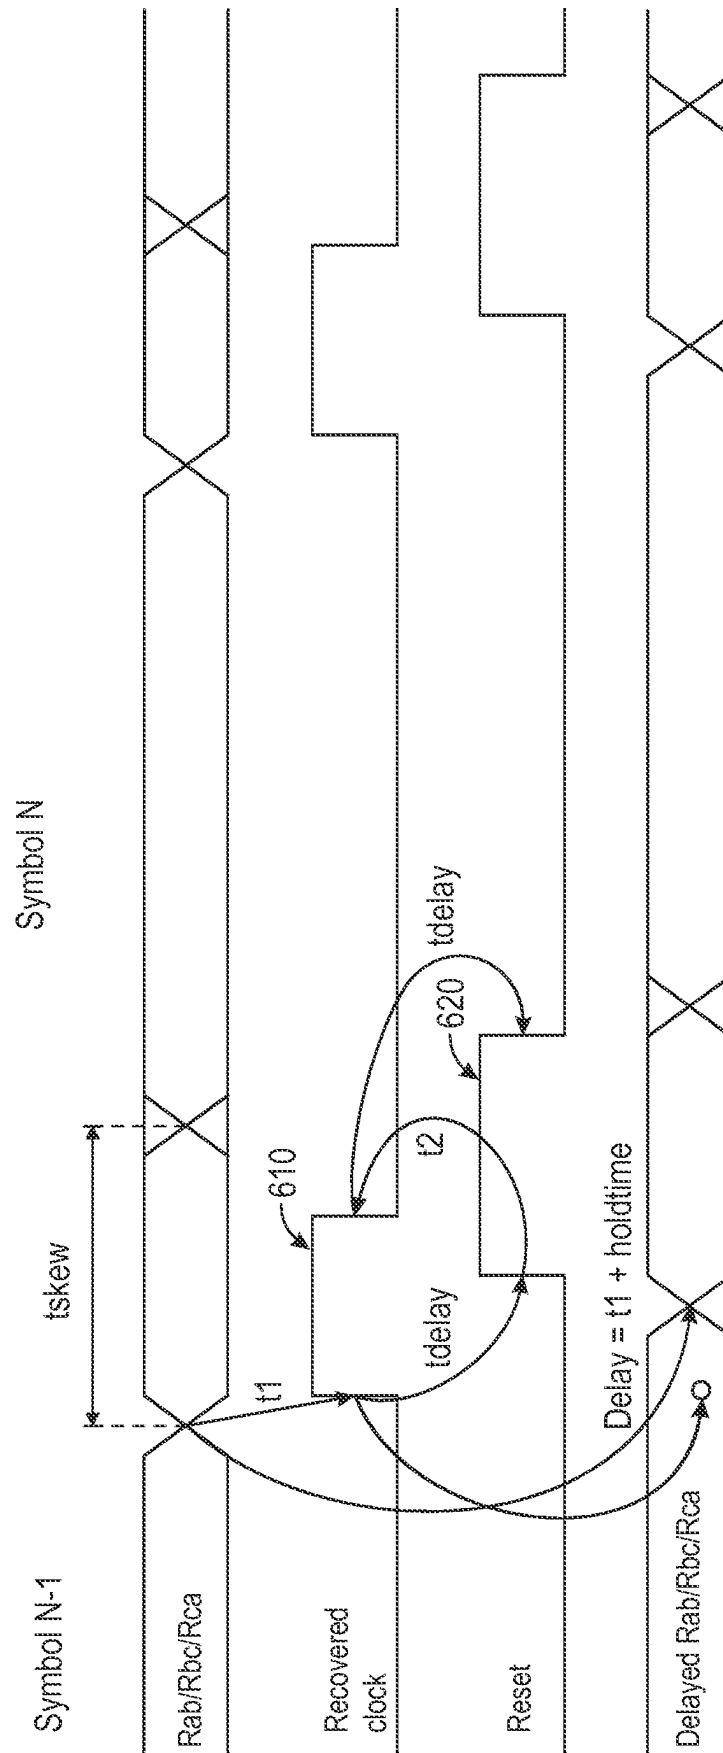 Symbol N-1
Symbol N
tskew
Rab/Rbc/Rca
t1
610
Recovered
clock
tdelay
t2
tdelay
620
Reset
Delay = t1 + holdtime
Delayed Rab/Rbc/Rca